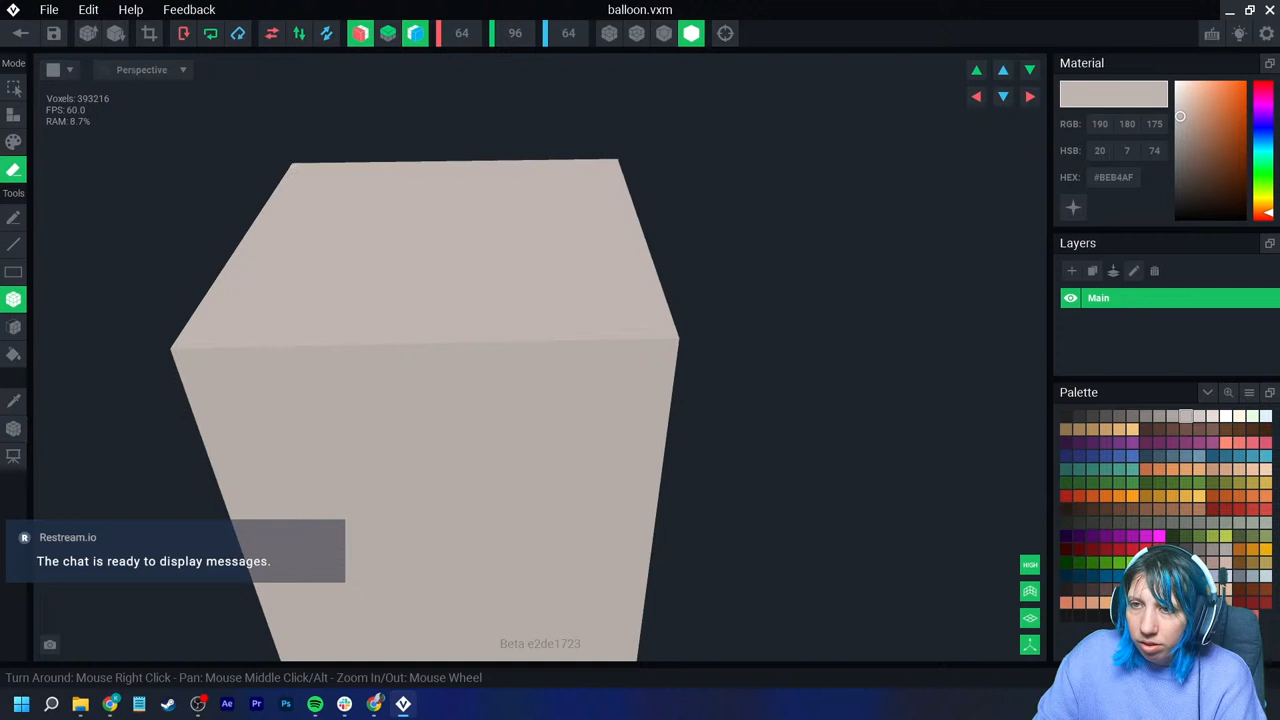 File Edit Help Feedback
balloon.vxm
64 96 64
Mode
Perspective
Voxels: 393216
FPS: 60.0
RAM: 8.7%
Tools
Material
RGB: 190 180 175
HSB: 20 7 74
HEX: #BEB4AF
Layers
Main
Palette
HIGH
R Restream.io
The chat is ready to display messages.
Beta e2de1723
Turn Around: Mouse Right Click - Pan: Mouse Middle Click/Alt - Zoom In/Out: Mouse Wheel
Ae Pr Ps